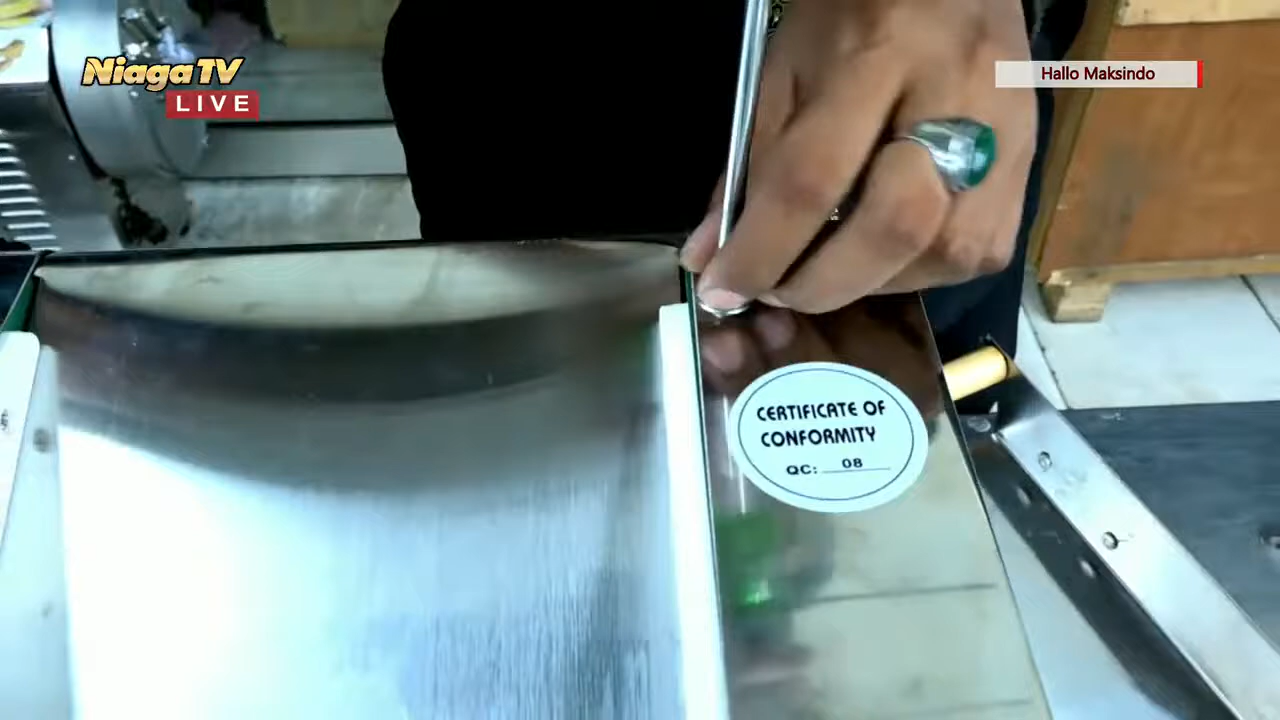 NiagaTV
LIVE
Hallo Maksindo
CERTIFICATE OF
CONFORMITY
QC: 08